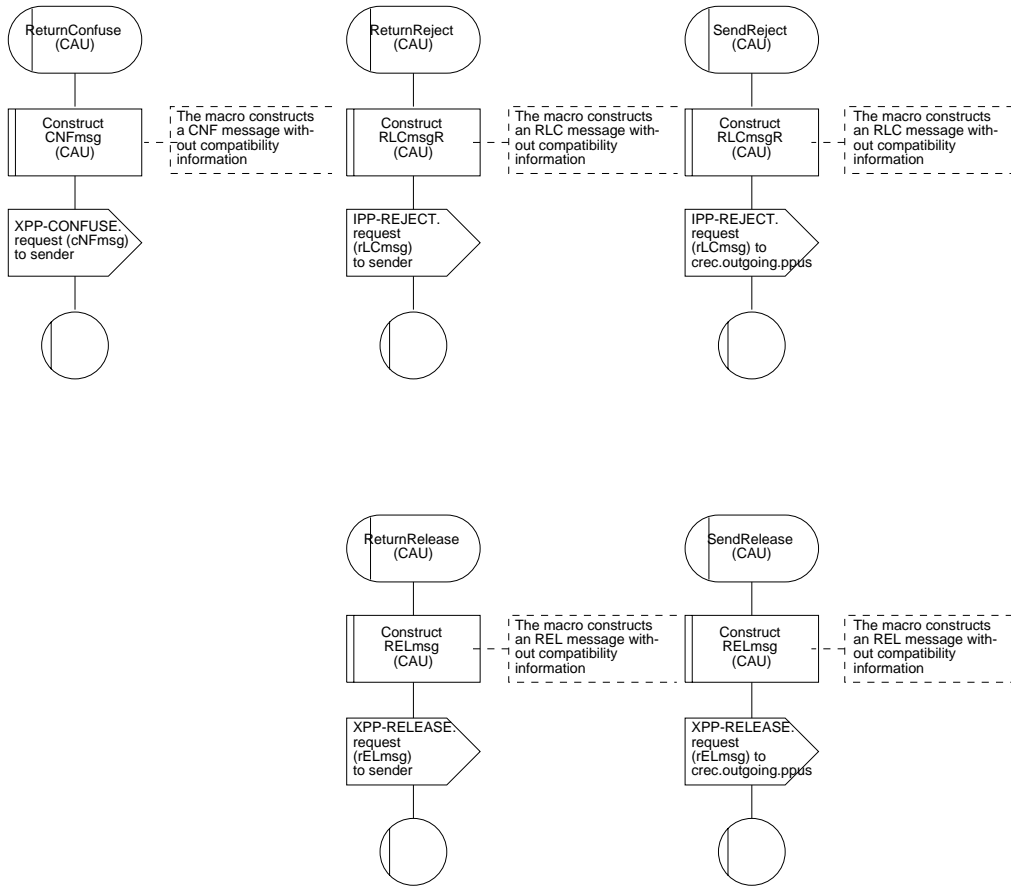 ReturnConfuse
(CAU)
Construct
CNFmsg
(CAU)
The macro constructs
a CNF message with-
out compatibility
information
XPP-CONFUSE.
request (cNFmsg)
to sender
ReturnReject
(CAU)
Construct
RLCmsgR
(CAU)
The macro constructs
an RLC message with-
out compatibility
information
IPP-REJECT.
request
(rLCmsg)
to sender
SendReject
(CAU)
Construct
RLCmsgR
(CAU)
The macro constructs
an RLC message with-
out compatibility
information
IPP-REJECT.
request
(rLCmsg) to
crec.outgoing.ppus
ReturnRelease
(CAU)
Construct
RELmsg
(CAU)
The macro constructs
an REL message with-
out compatibility
information
XPP-RELEASE.
request
(rELmsg)
to sender
SendRelease
(CAU)
Construct
RELmsg
(CAU)
The macro constructs
an REL message with-
out compatibility
information
XPP-RELEASE.
request
(rELmsg) to
crec.outgoing.ppus